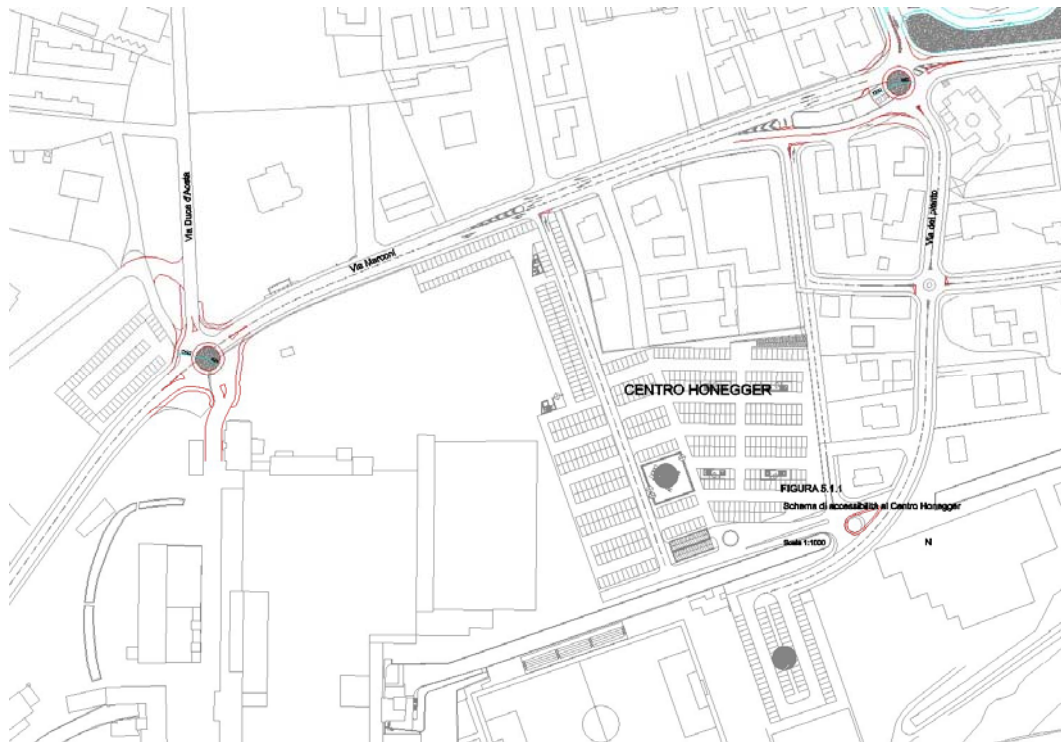 Via Duca d'Aosta
Via Marconi
Via del pianto
CENTRO HONEGGER
FIGURA 5.1.1
Schema di accessibilità al Centro Honegger
Scala 1:1000
N